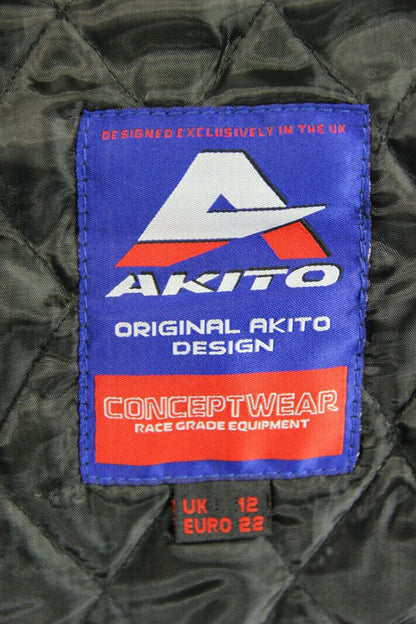 DESIGNED EXCLUSIVELY IN THE UK
AKITO
ORIGINAL AKITO
DESIGN
CONCEPTWEAR
RACE GRADE EQUIPMENT
UK 12
EURO 22